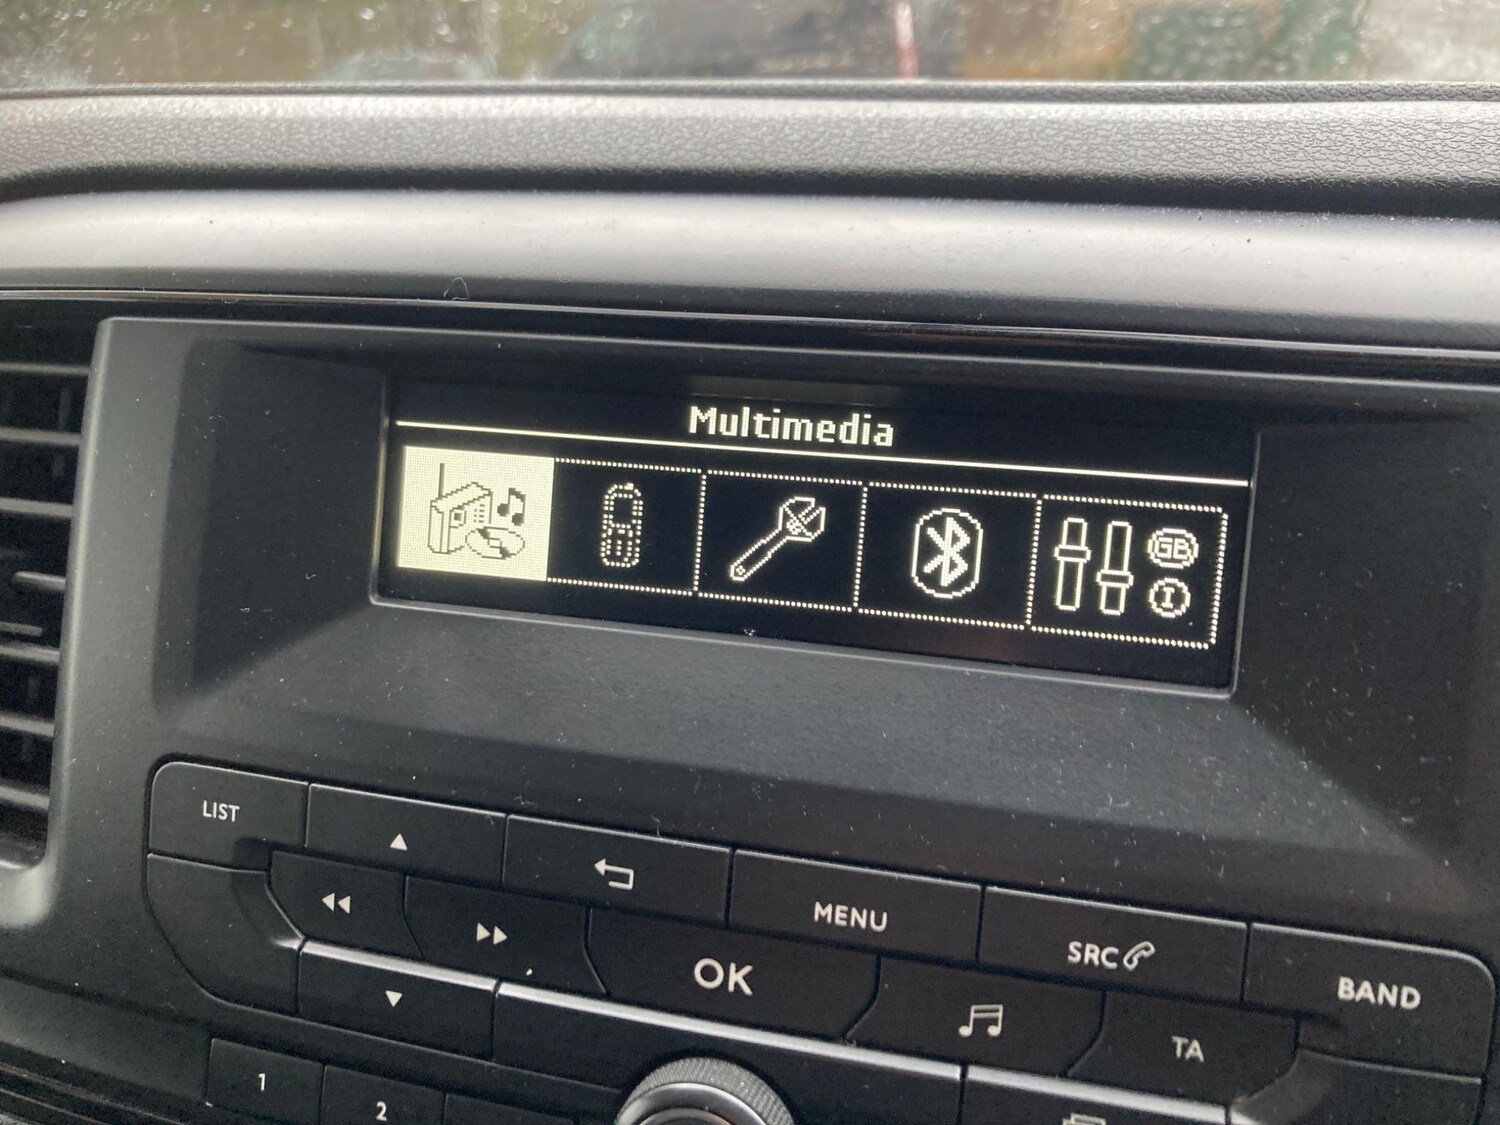 Multimedia
GB
I
LIST
MENU
SRC
BAND
OK
TA
1
2